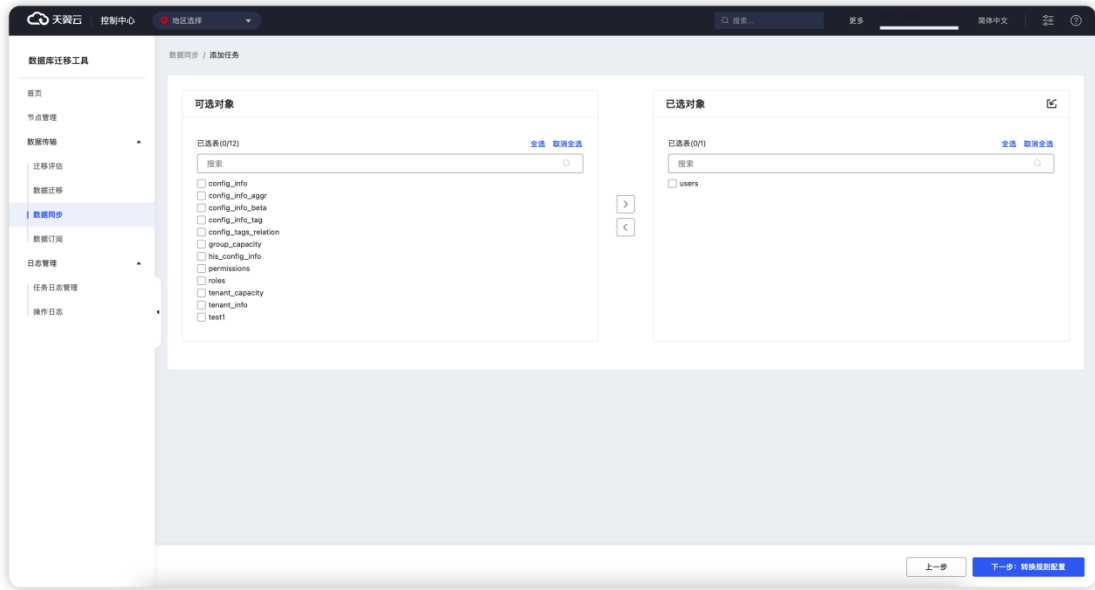 天翼云 控制中心 地区选择 搜索... 更多 简体中文
数据库迁移工具
首页
节点管理
数据传输
迁移评估
数据迁移
数据同步
数据订阅
日志管理
任务日志管理
操作日志
数据同步 / 添加任务
可选对象
已选表(0/12) 全选 取消全选
搜索
config_info
config_info_aggr
config_info_beta
config_info_tag
config_tags_relation
group_capacity
his_config_info
permissions
roles
tenant_capacity
tenant_info
test1
已选对象
已选表(0/1) 全选 取消全选
搜索
users
上一步 下一步：转换规则配置